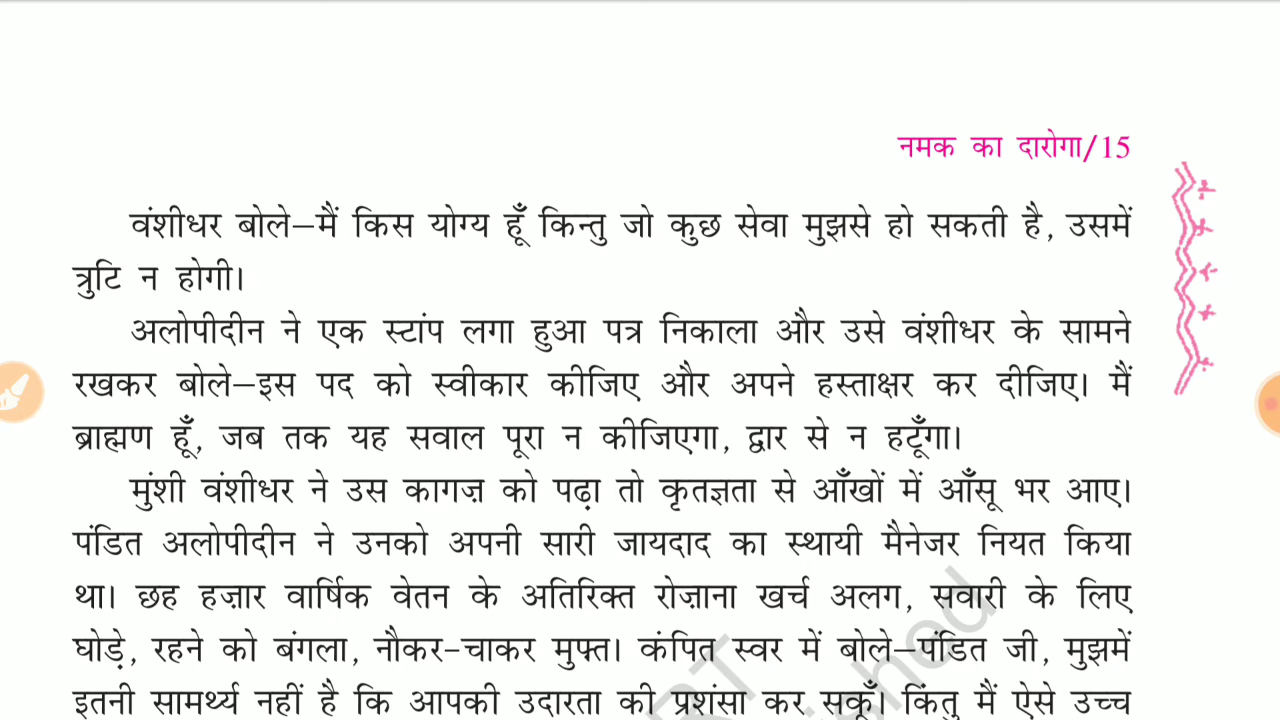 नमक का दारोगा/15
वंशीधर बोले–मैं किस योग्य हूँ किन्तु जो कुछ सेवा मुझसे हो सकती है, उसमें
त्रुटि न होगी।
अलोपीदीन ने एक स्टांप लगा हुआ पत्र निकाला और उसे वंशीधर के सामने
रखकर बोले–इस पद को स्वीकार कीजिए और अपने हस्ताक्षर कर दीजिए। मैं
ब्राह्मण हूँ, जब तक यह सवाल पूरा न कीजिएगा, द्वार से न हटूँगा।
मुंशी वंशीधर ने उस कागज़ को पढ़ा तो कृतज्ञता से आँखों में आँसू भर आए।
पंडित अलोपीदीन ने उनको अपनी सारी जायदाद का स्थायी मैनेजर नियत किया
था। छह हज़ार वार्षिक वेतन के अतिरिक्त रोज़ाना खर्च अलग, सवारी के लिए
घोड़े, रहने को बंगला, नौकर-चाकर मुफ्त। कंपित स्वर में बोले–पंडित जी, मुझमें
इतनी सामर्थ्य नहीं है कि आपकी उदारता की प्रशंसा कर सकूँ। किंतु मैं ऐसे उच्च